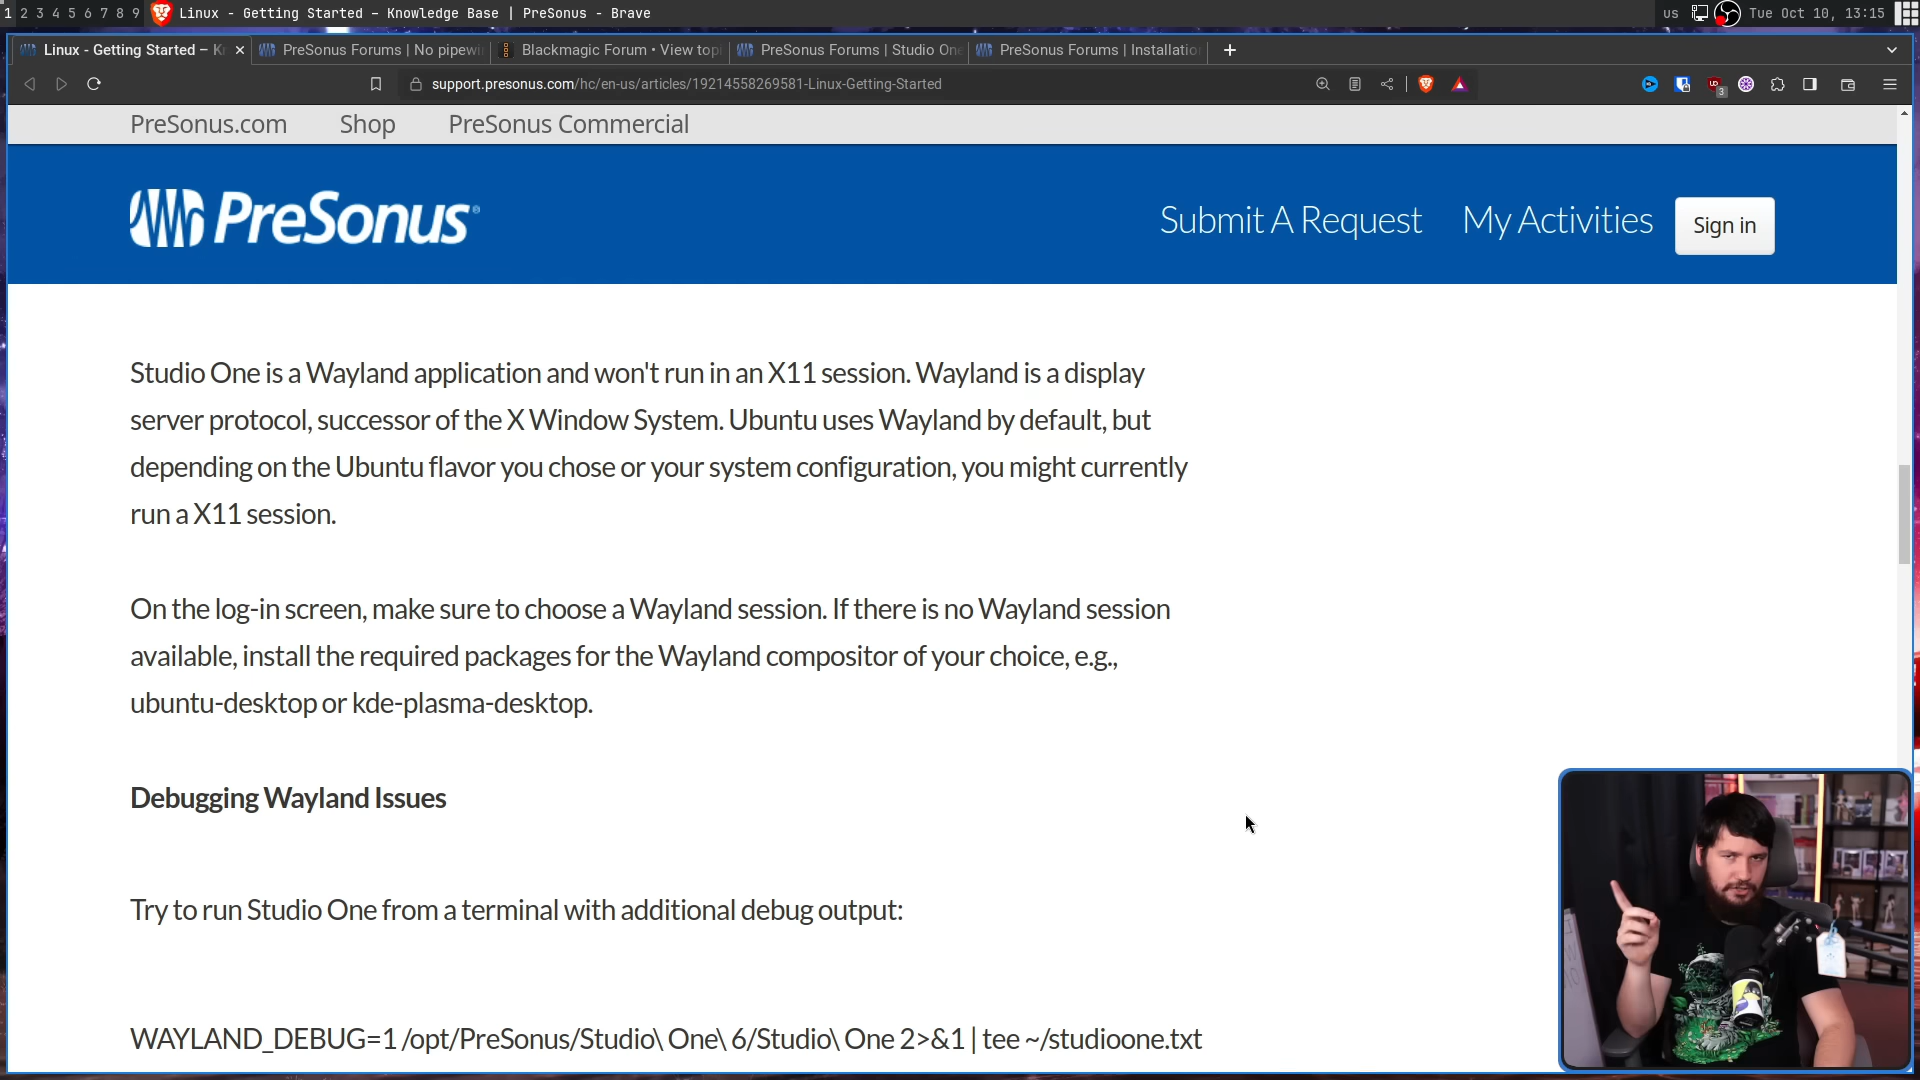 1 2 3 4 5 6 7 8 9 Linux - Getting Started – Knowledge Base | PreSonus - Brave us Tue Oct 10, 13:15
Linux - Getting Started – PreSonus Forums | No pipewi Blackmagic Forum • View topi PreSonus Forums | Studio One PreSonus Forums | Installatio
support.presonus.com/hc/en-us/articles/19214558269581-Linux-Getting-Started
3
PreSonus.com Shop PreSonus Commercial
PreSonus Submit A Request My Activities Sign in
Studio One is a Wayland application and won't run in an X11 session. Wayland is a display
server protocol, successor of the X Window System. Ubuntu uses Wayland by default, but
depending on the Ubuntu flavor you chose or your system configuration, you might currently
run a X11 session.
On the log-in screen, make sure to choose a Wayland session. If there is no Wayland session
available, install the required packages for the Wayland compositor of your choice, e.g.,
ubuntu-desktop or kde-plasma-desktop.
Debugging Wayland Issues
Try to run Studio One from a terminal with additional debug output:
WAYLAND_DEBUG=1 /opt/PreSonus/Studio\ One\ 6/Studio\ One 2>&1 | tee ~/studioone.txt